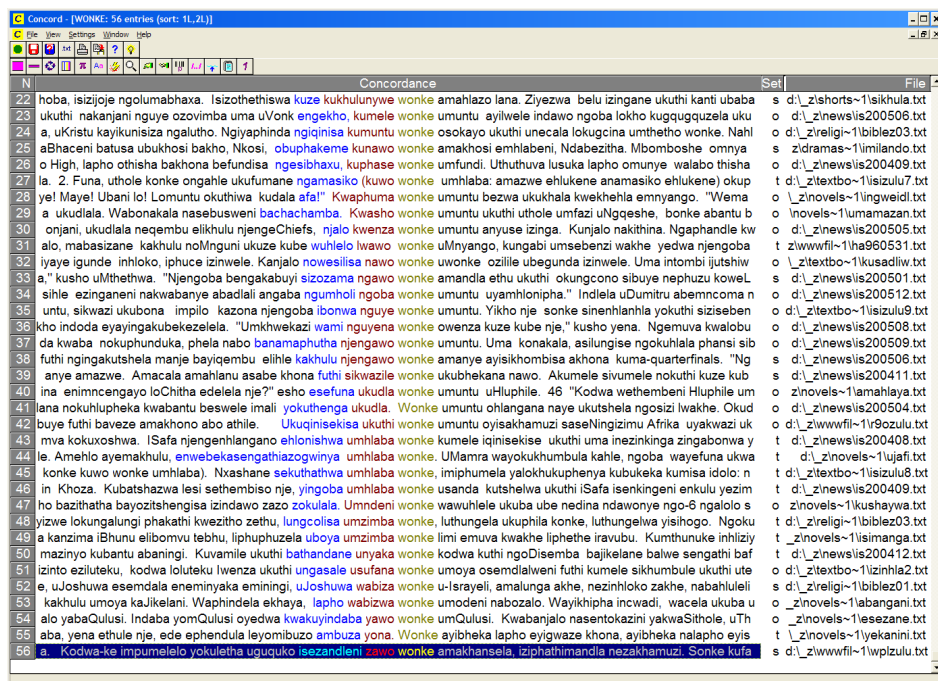 Concord - [WONKE: 56 entries (sort: 1L,2L)]
File View Settings Window Help
N Concordance Set File
22 hoba, isizijoje ngolumabhaxa. Isizothethiswa kuze kukhulunywe wonke amahlazo lana. Ziyezwa belu izingane ukuthi kanti ubaba s d:\_z\shorts~1\sikhula.txt
23 ukuthi nakanjani nguye ozovimba uma uVonk engekho, kumele wonke umuntu ayilwele indawo ngoba lokho kugqugquzela uku o d:\_z\news\is200506.txt
24 a, uKristu kayikunisiza ngalutho. Ngiyaphinda ngiqinisa kumuntu wonke osokayo ukuthi unecala lokugcina umthetho wonke. Nahl o d:\_z\religi~1\biblez03.txt
25 aBhaceni batusa ubukhosi bakho, Nkosi, obuphakeme kunawo wonke amakhosi emhlabeni, Ndabezitha. Mbomboshe omnya s z\dramas~1\imilando.txt
26 o High, lapho othisha bakhona befundisa ngesibhaxu, kuphase wonke umfundi. Uthuthuva lusuka lapho omunye walabo thisha o d:\_z\news\is200409.txt
27 la. 2. Funa, uthole konke ongahle ukufumane ngamasiko (kuwo wonke umhlaba: amazwe ehlukene anamasiko ehlukene) okup t d:\_z\textbo~1\isizulu7.txt
28 ye! Maye! Ubani lo! Lomuntu okuthiwa kudala afa!" Kwaphuma wonke umuntu bezwa ukukhala kwekhehla emnyango. "Wema o \_z\novels~1\ingweidl.txt
29 a ukudlala. Wabonakala nasebusweni bachachamba. Kwasho wonke umuntu ukuthi uthole umfazi uNgqeshe, bonke abantu b o \novels~1\umamazan.txt
30 onjani, ukudlala neqembu elikhulu njengeChiefs, njalo kwenza wonke umuntu anyuse izinga. Kunjalo nakithina. Ngaphandle kw o d:\_z\news\is200505.txt
31 alo, mabasizane kakhulu noMnguni ukuze kube wuhlelo lwawo wonke uMnyango, kungabi umsebenzi wakhe yedwa njengoba t z\wwwfil~1\ha960531.txt
32 iyaye igunde inhloko, iphuce izinwele. Kanjalo nowesilisa nawo wonke uwonke ozilile ubegunda izinwele. Uma intombi ijutshiw o \_z\textbo~1\kusadliw.txt
33 a," kusho uMthethwa. "Njengoba bengakabuyi sizozama ngawo wonke amandla ethu ukuthi okungcono sibuye nephuzu koweL s d:\_z\news\is200501.txt
34 sihle ezinganeni nakwabanye abadlali angaba ngumholi ngoba wonke umuntu uyamhlonipha." Indlela uDumitru abemncoma n o d:\_z\news\is200512.txt
35 untu, sikwazi ukubona impilo kazona njengoba ibonwa nguye wonke umuntu. Yikho nje sonke sinenhlanhla yokuthi siziseben o d:\_z\textbo~1\isizulu9.txt
36 kho indoda eyayingakubekezelela. "Umkhwekazi wami nguyena wonke owenza kuze kube nje," kusho yena. Ngemuva kwalobu o d:\_z\news\is200508.txt
37 da kwaba nokuphunduka, phela nabo banamaphutha njengawo wonke umuntu. Uma konakala, asilungise ngokuhlala phansi sib o d:\_z\news\is200509.txt
38 futhi ngingakutshela manje bayiqembu elihle kakhulu njengawo wonke amanye ayisikhombisa akhona kuma-quarterfinals. "Ng s d:\_z\news\is200506.txt
39 anye amazwe. Amacala amahlanu asabe khona futhi sikwazile wonke ukubhekana nawo. Akumele sivumele nokuthi kuze kub s d:\_z\news\is200411.txt
40 ina enimncengayo loChitha edelela nje?" esho esefuna ukudla wonke umuntu uHluphile. 46 "Kodwa wethembeni Hluphile um o z\novels~1\amahlaya.txt
41 lana nokuhlupheka kwabantu beswele imali yokuthenga ukudla. Wonke umuntu ohlangana naye ukutshela ngosizi lwakhe. Okud o d:\_z\news\is200504.txt
42 buye futhi baveze amakhono abo athile. Ukuqinisekisa ukuthi wonke umuntu oyisakhamuzi saseNingizimu Afrika uyakwazi uk o d:\_z\wwwfil~1\r9ozulu.txt
43 mva kokuxoshwa. ISafa njengenhlangano ehlonishwa umhlaba wonke kumele iqinisekise ukuthi uma inezinkinga zingabonwa y t d:\_z\news\is200408.txt
44 le. Amehlo ayemakhulu, enwebekasengathiazogwinya umhlaba wonke. UMamra wayokukhumbula kahle, ngoba wayefuna ukwa t d:\_z\novels~1\ujafi.txt
45 konke kuwo wonke umhlaba). Nxashane sekuthathwa umhlaba wonke, imiphumela yalokhukuphenya kubukeka kumisa idolo: n t d:\_z\textbo~1\isizulu8.txt
46 in Khoza. Kubatshazwa lesi sethembiso nje, yingoba umhlaba wonke usanda kutshelwa ukuthi iSafa isenkingeni enkulu yezim t d:\_z\news\is200409.txt
47 ho bazithatha bayozitshengisa izindawo zazo zokulala. Umndeni wonke wawuhlele ukuba ube nedina ndawonye ngo-6 ngalolo s o z\novels~1\kushaywa.txt
48 yizwe lokungalungi phakathi kwezitho zethu, lungcolisa umzimba wonke, luthungela ukuphila konke, luthungelwa yisihogo. Ngoku t d:\_z\religi~1\biblez03.txt
49 a kanzima iBhunu elibomvu tebhu, liphuphuzela uboya umzimba wonke limi emuva kwakhe liphethe iravubu. Kumthunuke inhliziy t _z\novels~1\isimanga.txt
50 mazinyo kubantu abaningi. Kuvamile ukuthi bathandane unyaka wonke kodwa kuthi ngoDisemba bajikelane balwe sengathi baf t d:\_z\news\is200412.txt
51 izinto eziluteku, kodwa loluteku lwenza ukuthi ungasale usufana wonke umoya osemdlalweni futhi kumele sikhumbule ukuthi ute o d:\_z\news\izinhla2.txt
52 e, uJoshuwa esemdala eneminyaka eminingi, uJoshuwa wabiza wonke u-Israyeli, amalunga akhe, nezinhloko zakhe, nabahluleli s d:\_z\religi~1\biblez01.txt
53 kakhulu umoya kaJikelani. Waphindela ekhaya, lapho wabizwa wonke umodeni nabozalo. Wayikhipha incwadi, wacela ukuba u o _z\novels~1\abangani.txt
54 alo yabaQulusi. Indaba yomQulusi oyedwa kwakuyindaba yawo wonke umQulusi. Kwabanjalo nasentokazini yakwaSithole, uTh o _z\novels~1\esezane.txt
55 aba, yena ethule nje, ede ephendula leyomibuzo ambuza yona. Wonke ayibheka lapho eyigwaze khona, ayibheka nalapho eyis t \_z\novels~1\yekanini.txt
56 a. Kodwa-ke impumelelo yokuletha uguquko isezandleni zawo wonke amakhansela, iziphathimandla nezakhamuzi. Sonke kufa s d:\_z\wwwfil~1\wplzulu.txt